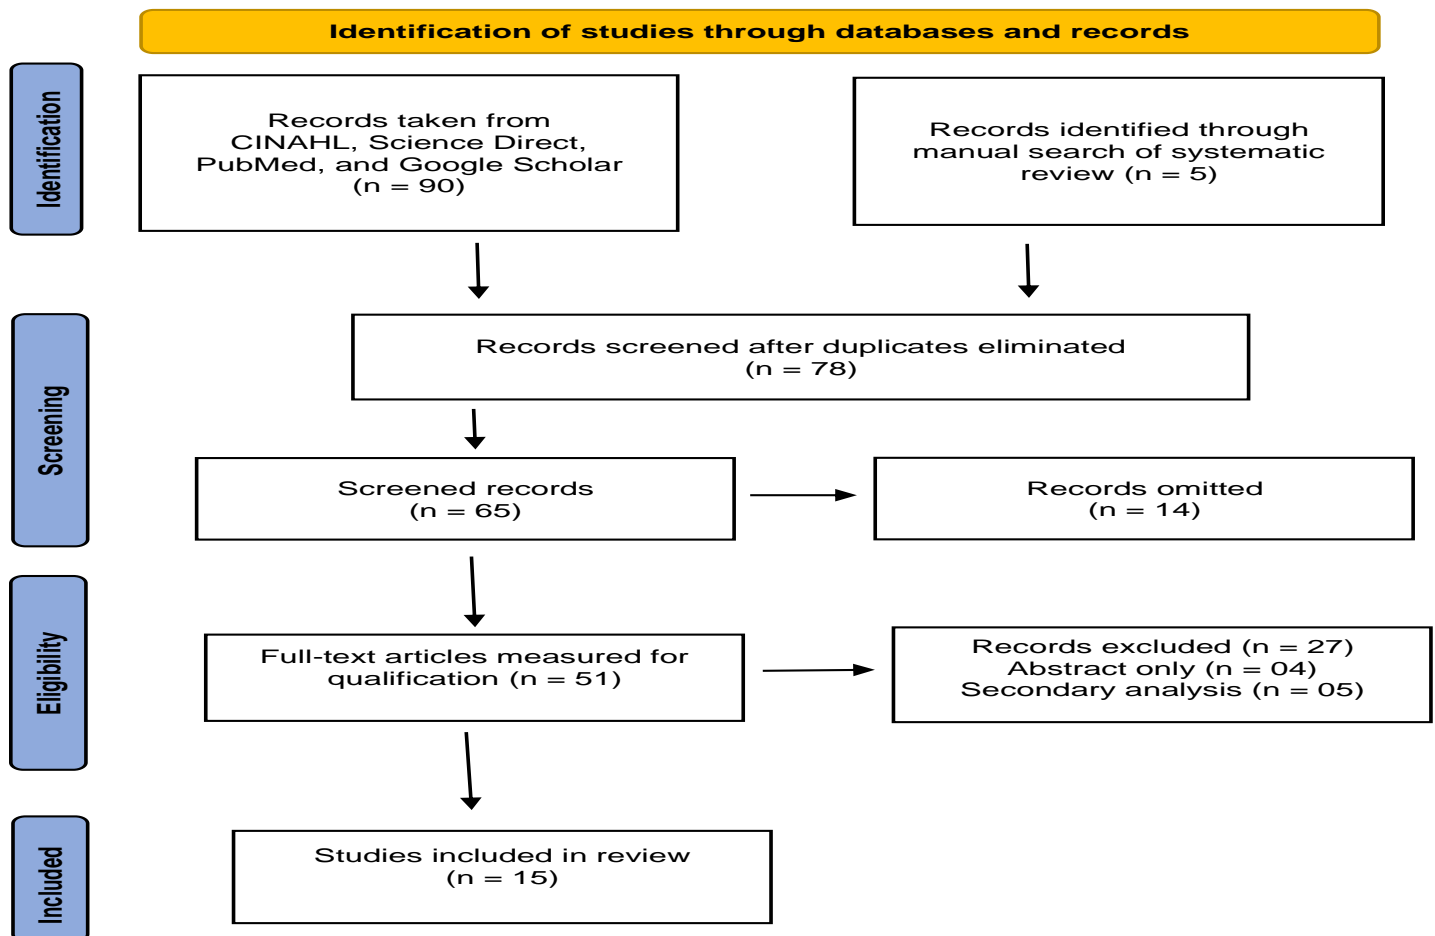 Identification of studies through databases and records
Identification
Records taken from
CINAHL, Science Direct,
PubMed, and Google Scholar
(n = 90)
Records identified through
manual search of systematic
review (n = 5)
Screening
Records screened after duplicates eliminated
(n = 78)
Screened records
(n = 65)
Records omitted
(n = 14)
Eligibility
Full-text articles measured for
qualification (n = 51)
Records excluded (n = 27)
Abstract only (n = 04)
Secondary analysis (n = 05)
Included
Studies included in review
(n = 15)